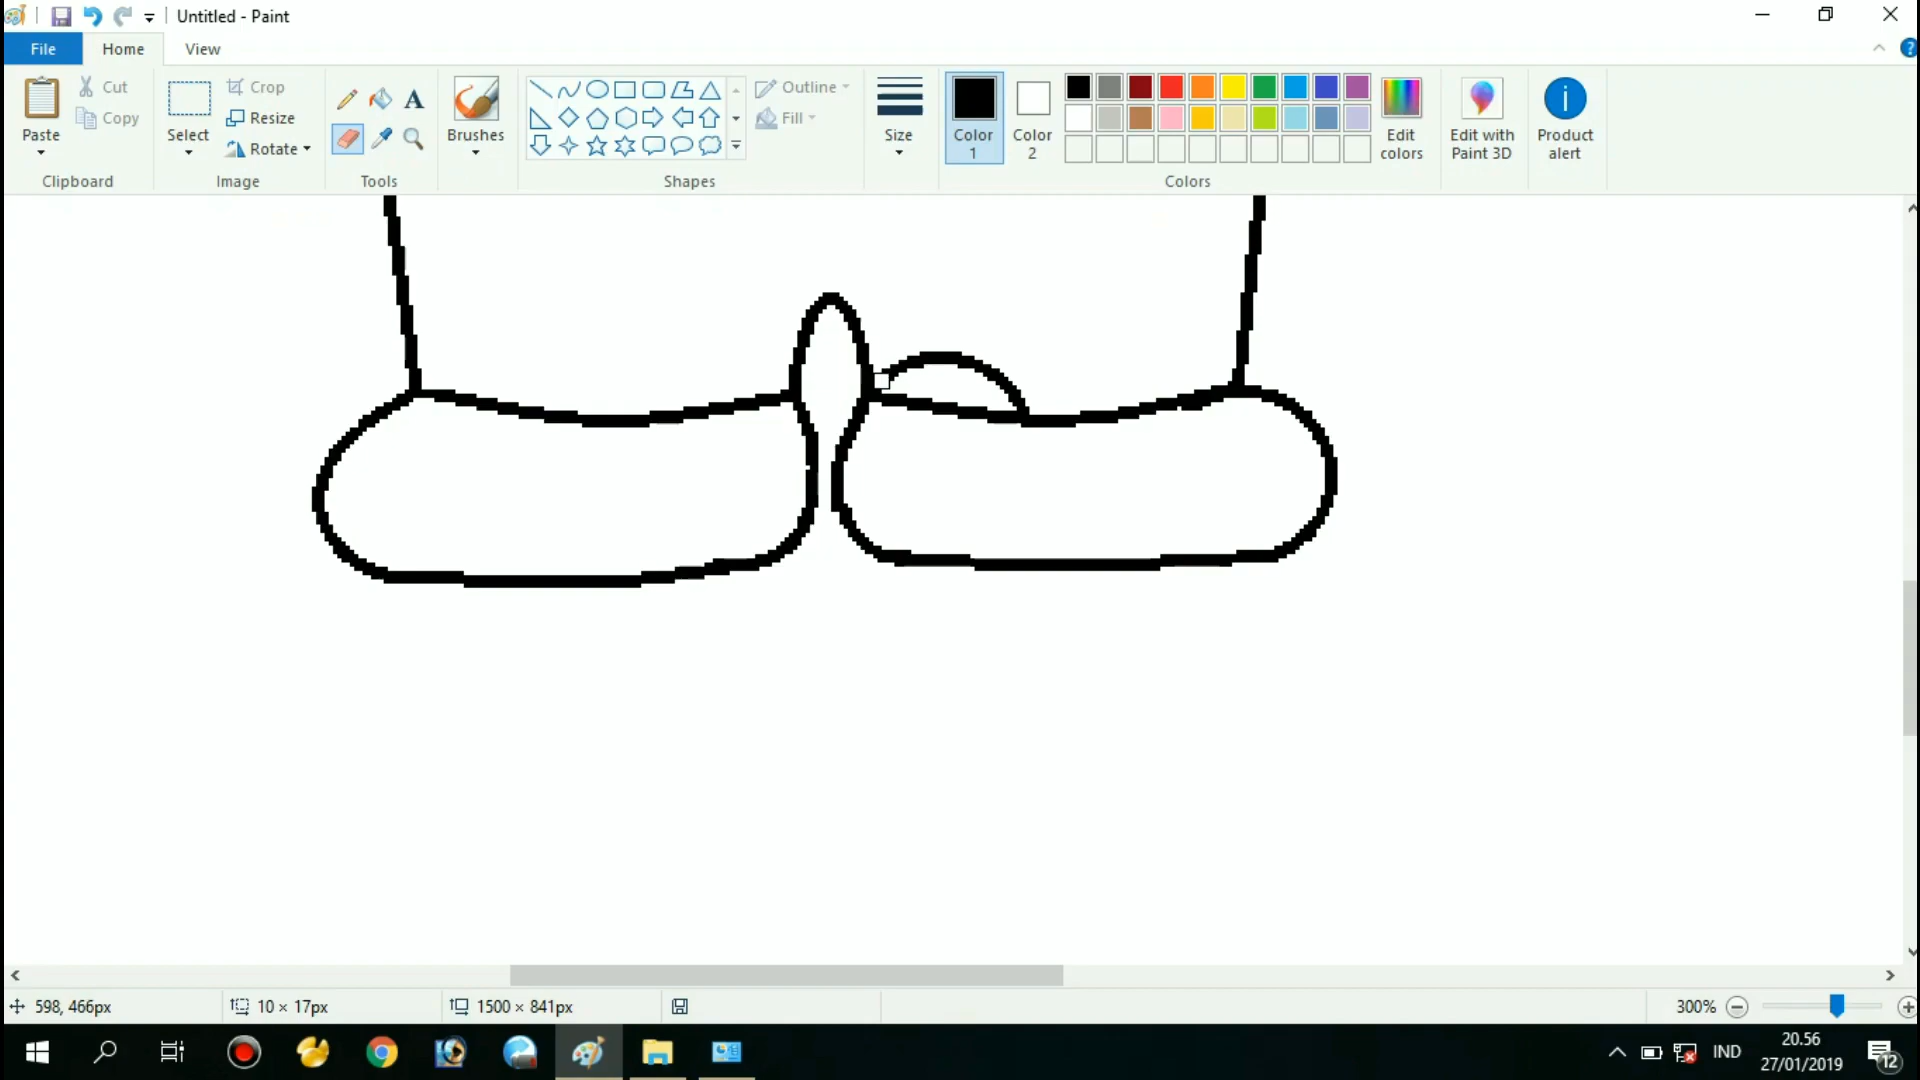 Untitled - Paint
File Home View
Paste
Cut
Copy
Clipboard
Select
Crop
Resize
Rotate
Image
A
Tools
Brushes
Shapes
Outline
Fill
Size
Color 1
Color 2
Colors
Edit colors
Edit with Paint 3D
Product alert
598, 466px
10 × 17px
1500 × 841px
300%
IND
20.56
27/01/2019
12